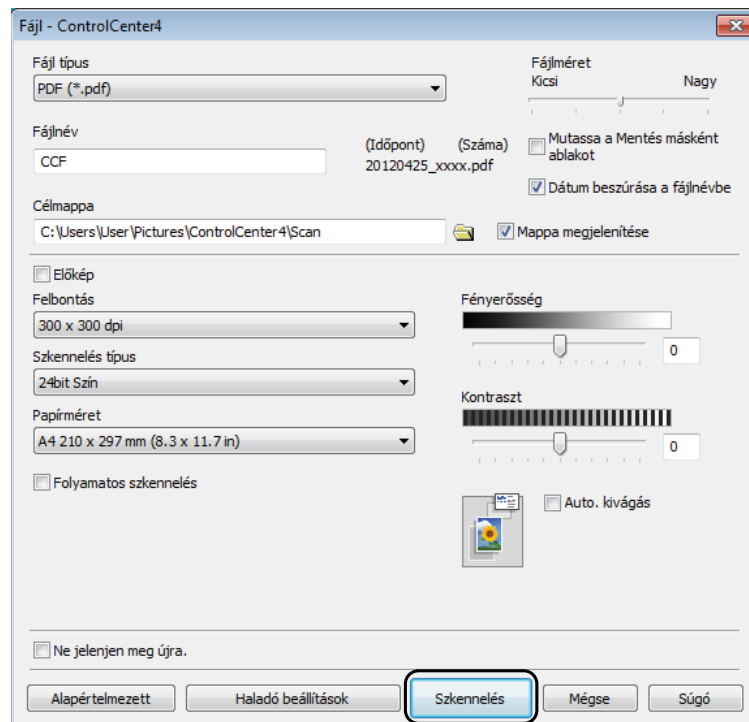 Fájl - ControlCenter4
Fájl típus
PDF (*.pdf)
Fájlméret
Kicsi Nagy
Fájlnév
CCF
(Időpont) (Száma)
20120425_xxxx.pdf
Mutassa a Mentés másként
ablakot
Dátum beszúrása a fájlnévbe
Célmappa
C:\Users\User\Pictures\ControlCenter4\Scan
Mappa megjelenítése
Előkép
Felbontás
300 x 300 dpi
Szkennelés típus
24bit Szín
Papírméret
A4 210 x 297 mm (8.3 x 11.7 in)
Folyamatos szkennelés
Fényerősség
0
Kontraszt
0
Auto. kivágás
Ne jelenjen meg újra.
Alapértelmezett Haladó beállítások Szkennelés Mégse Súgó